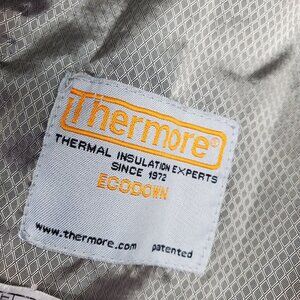 Thermore®
THERMAL INSULATION EXPERTS
SINCE 1972
ECODOWN
www.thermore.com patented